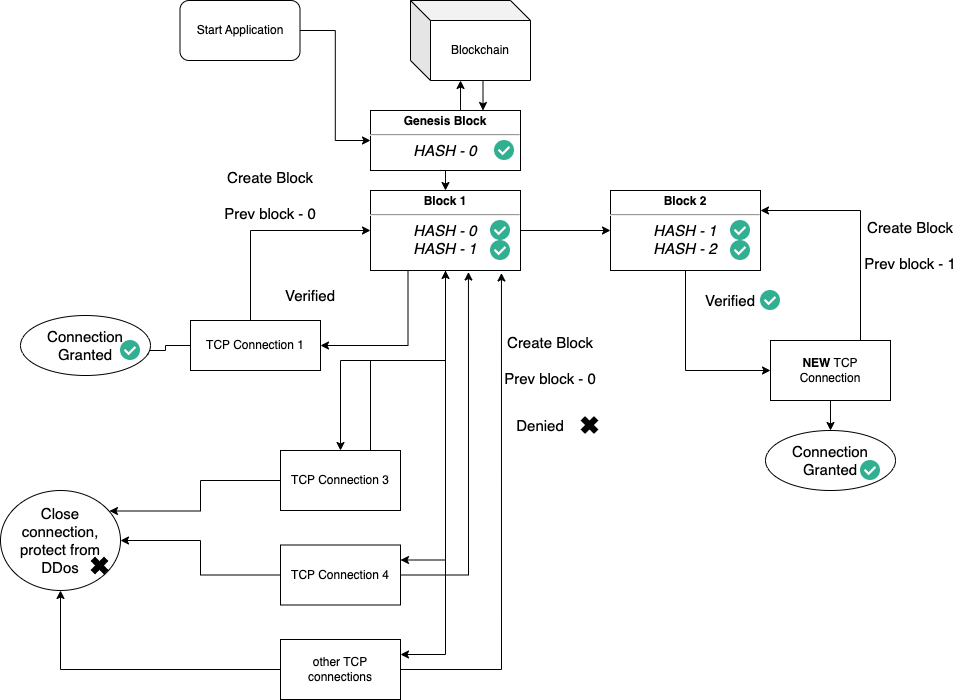 Start Application
Blockchain
Genesis Block
HASH - 0
Create Block
Prev block - 0
Block 1
HASH - 0
HASH - 1
Block 2
HASH - 1
HASH - 2
Create Block
Prev block - 1
Verified
Verified
Connection
Granted
TCP Connection 1
Create Block
Prev block - 0
Denied
NEW TCP
Connection
Connection
Granted
TCP Connection 3
Close
connection,
protect from
DDos
TCP Connection 4
other TCP
connections